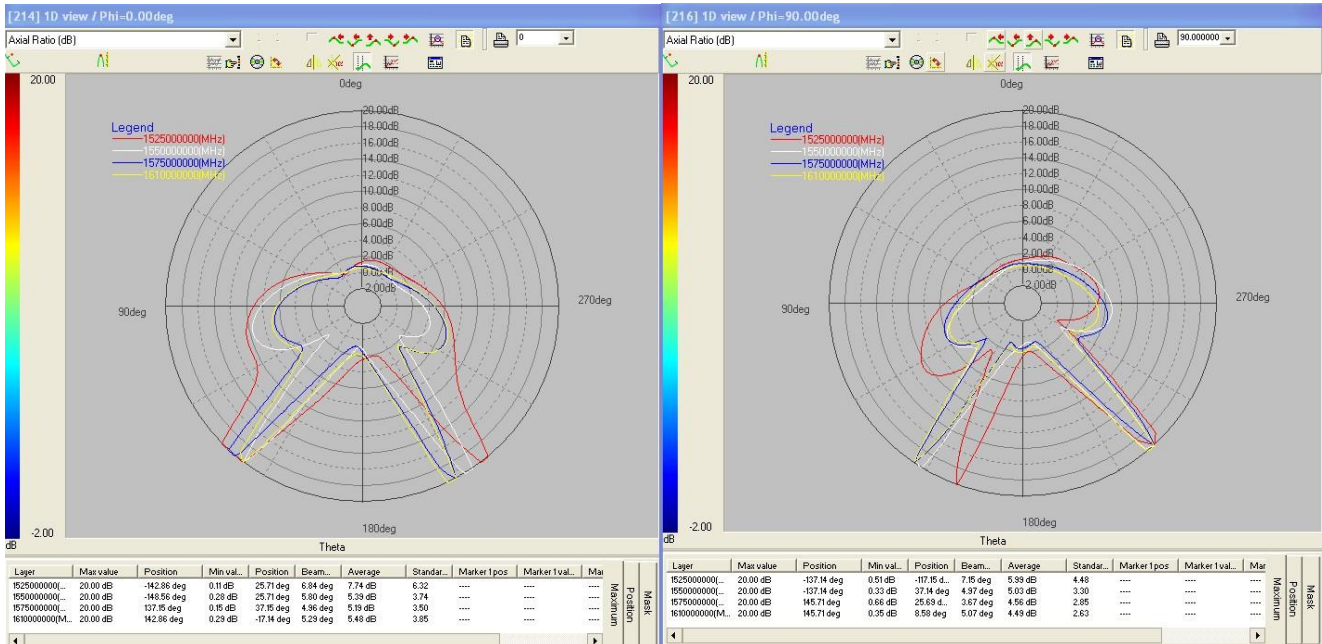 [214] 1D view / Phi=0.00deg
Axial Ratio (dB)
0
20.00
0deg
Legend
1525000000(MHz)
1550000000(MHz)
1575000000(MHz)
1610000000(MHz)
20.00dB
18.00dB
16.00dB
14.00dB
12.00dB
10.00dB
8.00dB
6.00dB
4.00dB
2.00dB
0.00dB
-2.00dB
90deg
270deg
180deg
-2.00
dB
Theta
Layer Max value Position Min val... Position Beam... Average Standar... Marker 1 pos Marker 1 val... Mar
1525000000(... 20.00 dB -142.86 deg 0.11 dB 25.71 deg 6.84 deg 7.74 dB 6.32 ----
1550000000(... 20.00 dB -148.56 deg 0.28 dB 25.71 deg 5.80 deg 5.39 dB 3.74 ---- ----
1575000000(... 20.00 dB 137.15 deg 0.15 dB 37.15 deg 4.96 deg 5.19 dB 3.50 ---- ----
1610000000(M... 20.00 dB 142.86 deg 0.29 dB -17.14 deg 5.29 deg 5.48 dB 3.85 ---- ----
Maximum
Position
Mask
[216] 1D view / Phi=90.00deg
Axial Ratio (dB)
90.000000
20.00
0deg
Legend
1525000000(MHz)
1550000000(MHz)
1575000000(MHz)
1610000000(MHz)
20.00dB
18.00dB
16.00dB
14.00dB
12.00dB
10.00dB
8.00dB
6.00dB
4.00dB
2.00dB
0.00dB
-2.00dB
90deg
270deg
180deg
-2.00
dB
Theta
Layer Max value Position Min val... Position Beam... Average Standar... Marker 1 pos Marker 1 val... Mar
1525000000(... 20.00 dB -137.14 deg 0.51 dB -117.15 d... 7.15 deg 5.99 dB 4.48 ---- ----
1550000000(... 20.00 dB -137.14 deg 0.33 dB 37.14 deg 4.97 deg 5.03 dB 3.30 ---- ----
1575000000(... 20.00 dB 145.71 deg 0.66 dB 25.69 d... 3.67 deg 4.56 dB 2.85 ---- ----
1610000000(M... 20.00 dB 145.71 deg 0.35 dB 8.58 deg 5.07 deg 4.49 dB 2.63 ---- ----
Maximum
Position
Mask